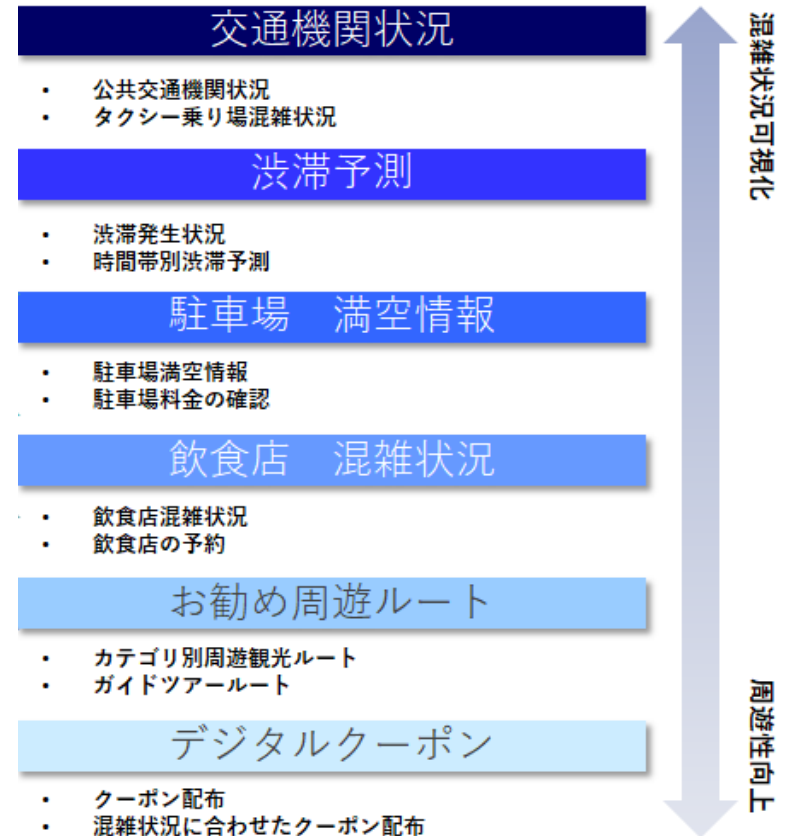 交通機関状況
• 公共交通機関状況
• タクシー乗り場混雑状況
渋滞予測
• 渋滞発生状況
• 時間帯別渋滞予測
駐車場　満空情報
• 駐車場満空情報
• 駐車場料金の確認
飲食店　混雑状況
• 飲食店混雑状況
• 飲食店の予約
お勧め周遊ルート
• カテゴリ別周遊観光ルート
• ガイドツアールート
デジタルクーポン
• クーポン配布
• 混雑状況に合わせたクーポン配布
混雑状況可視化
周遊性向上